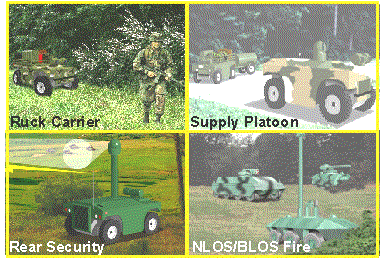 Ruck Carrier
Supply Platoon
Rear Security
NLOS/BLOS Fire